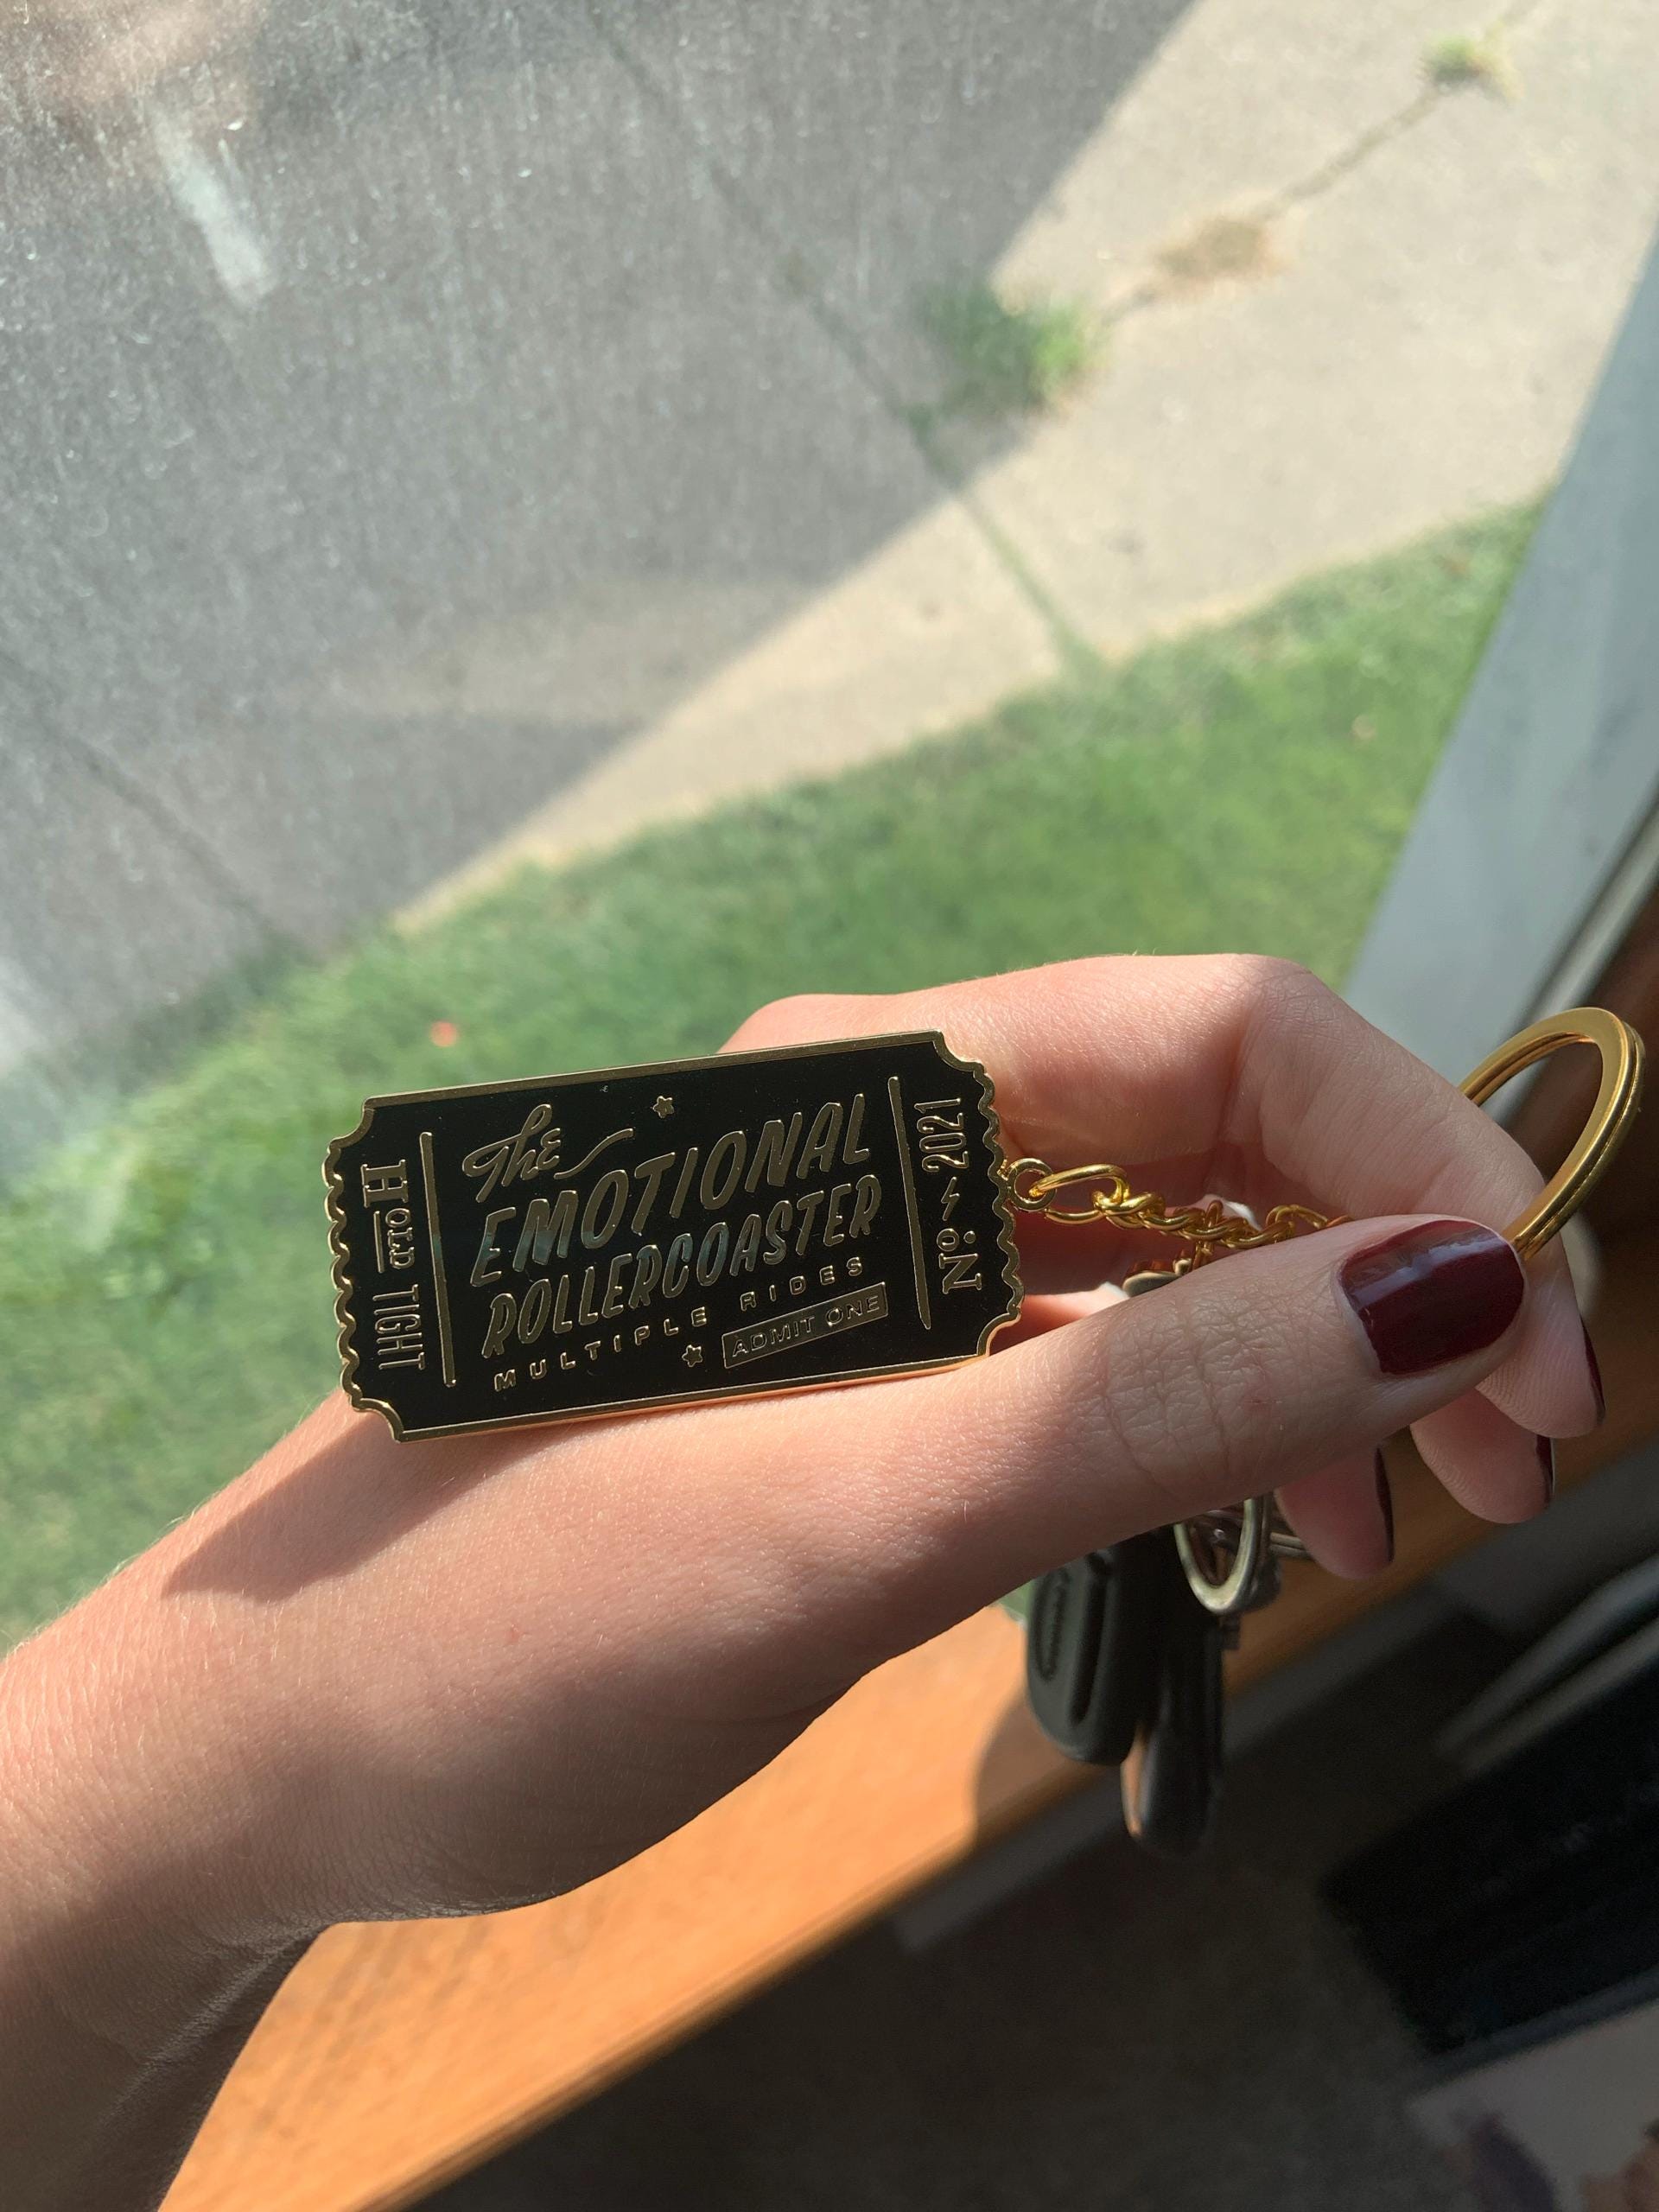 HOLD TIGHT
The
EMOTIONAL
ROLLERCOASTER
MULTIPLE RIDES
ADMIT ONE
No. 2021